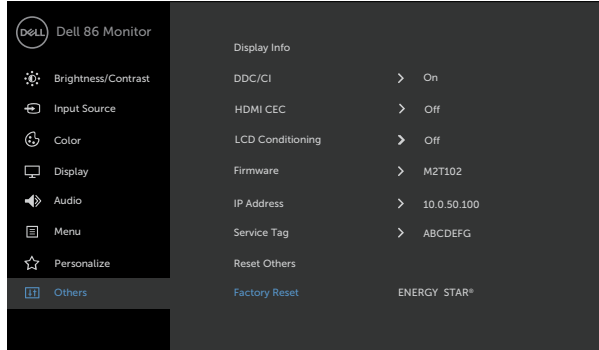 DELL Dell 86 Monitor
Display Info
Brightness/Contrast DDC/CI On
Input Source HDMI CEC Off
Color LCD Conditioning Off
Display Firmware M2T102
Audio IP Address 10.0.50.100
Menu Service Tag ABCDEFG
Personalize Reset Others
Others Factory Reset ENERGY STAR®